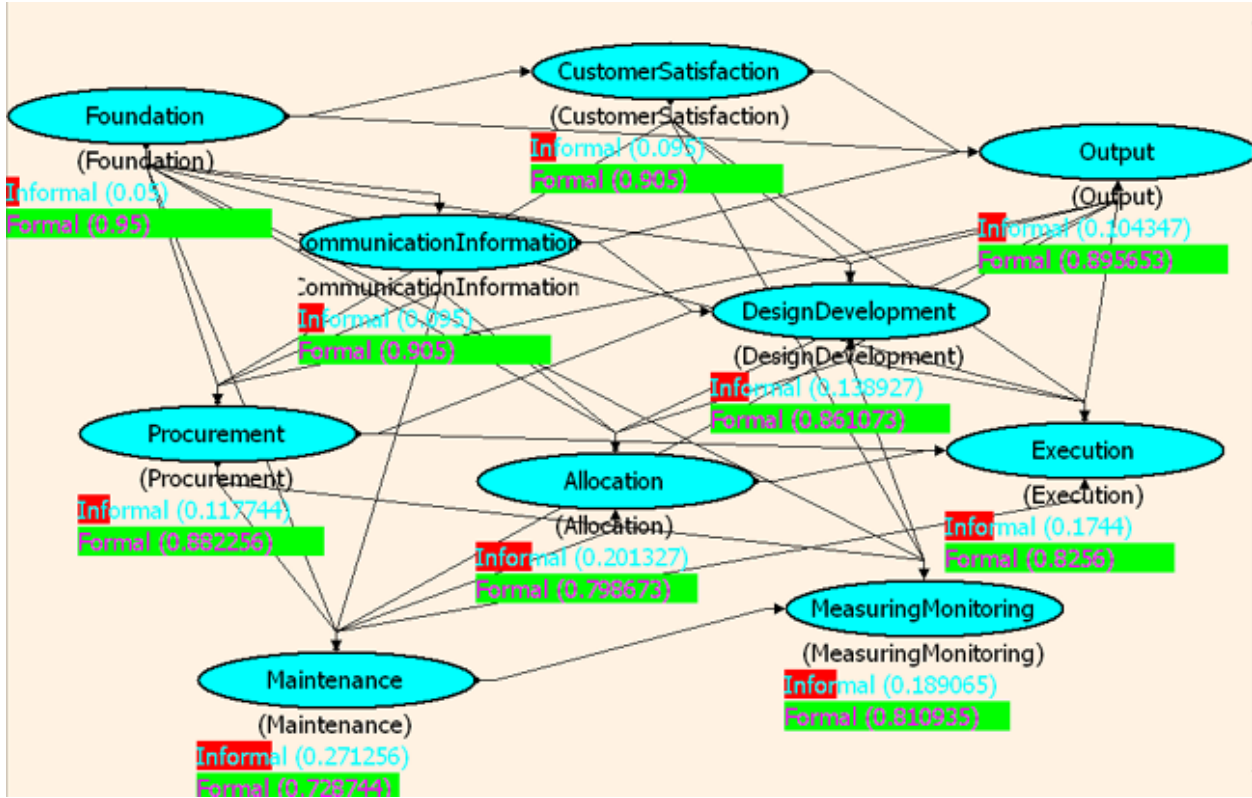 CustomerSatisfaction
(CustomerSatisfaction)
Informal (0.095)
Formal (0.905)
Foundation
(Foundation)
Informal (0.05)
Formal (0.95)
Output
(Output)
Informal (0.104347)
Formal (0.895653)
CommunicationInformation
CommunicationInformation
Informal (0.095)
Formal (0.905)
DesignDevelopment
(DesignDevelopment)
Informal (0.138927)
Formal (0.861073)
Procurement
(Procurement)
Informal (0.117744)
Formal (0.882256)
Allocation
(Allocation)
Informal (0.201327)
Formal (0.798673)
Execution
(Execution)
Informal (0.1744)
Formal (0.8256)
MeasuringMonitoring
(MeasuringMonitoring)
Informal (0.189065)
Formal (0.810935)
Maintenance
(Maintenance)
Informal (0.271256)
Formal (0.728744)